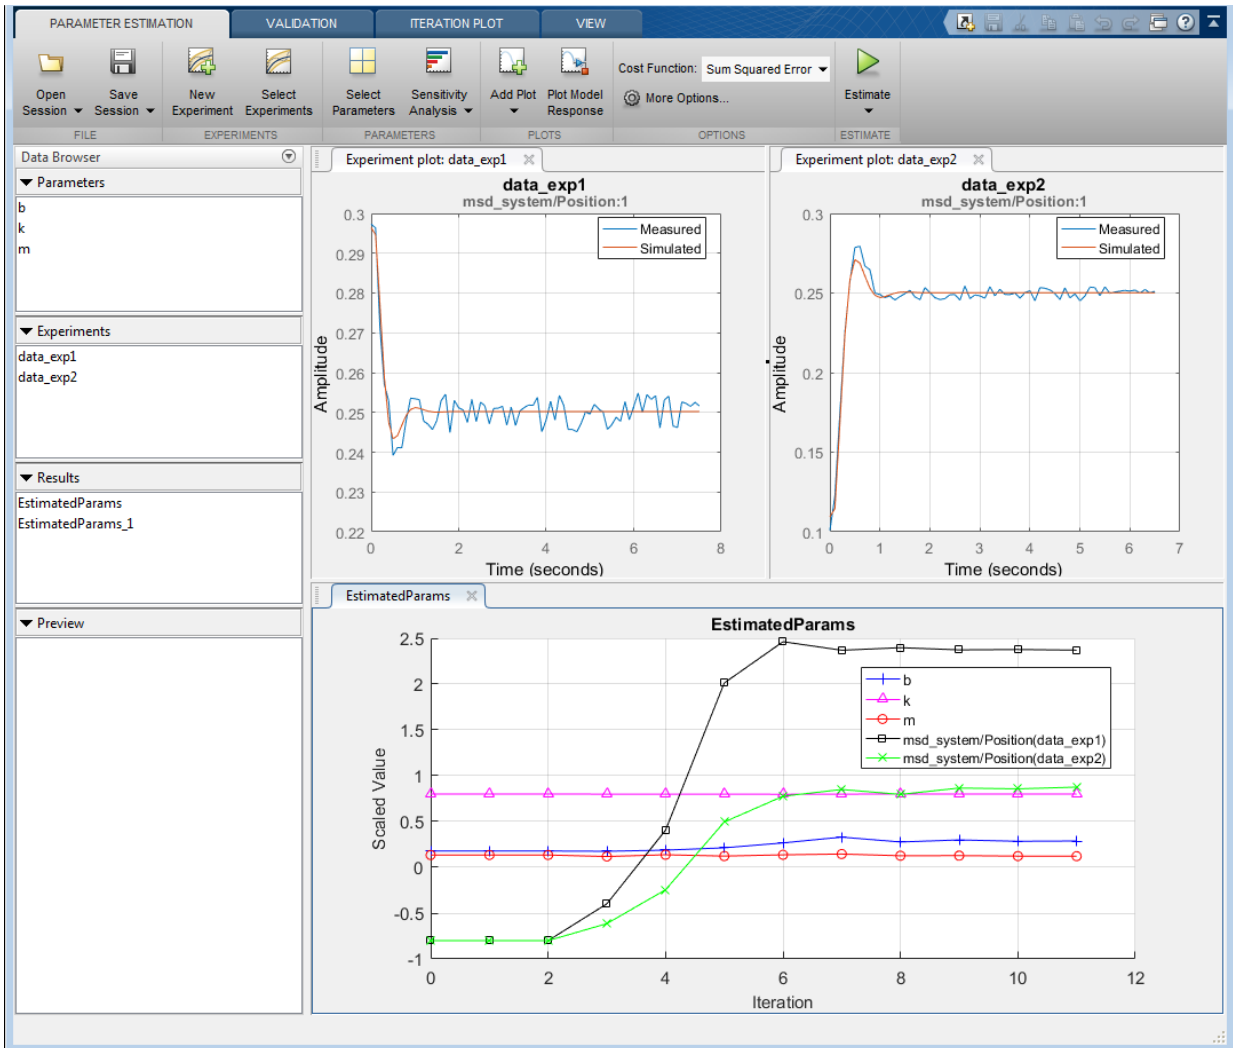 PARAMETER ESTIMATION
VALIDATION
ITERATION PLOT
VIEW
Open
Session
Save
Session
New
Experiment
Select
Experiments
Select
Parameters
Sensitivity
Analysis
Add Plot
Plot Model
Response
Cost Function: Sum Squared Error
More Options...
Estimate
FILE
EXPERIMENTS
PARAMETERS
PLOTS
OPTIONS
ESTIMATE
Data Browser
Parameters
b
k
m
Experiments
data_exp1
data_exp2
Results
EstimatedParams
EstimatedParams_1
Preview
Experiment plot: data_exp1
data_exp1
msd_system/Position:1
Measured
Simulated
0.3
0.29
0.28
0.27
0.26
0.25
0.24
0.23
0.22
Amplitude
0 2 4 6 8
Time (seconds)
Experiment plot: data_exp2
data_exp2
msd_system/Position:1
Measured
Simulated
0.3
0.25
0.2
0.15
0.1
Amplitude
0 1 2 3 4 5 6 7
Time (seconds)
EstimatedParams
EstimatedParams
2.5
2
1.5
1
0.5
0
-0.5
-1
Scaled Value
b
k
m
msd_system/Position(data_exp1)
msd_system/Position(data_exp2)
0 2 4 6 8 10 12
Iteration